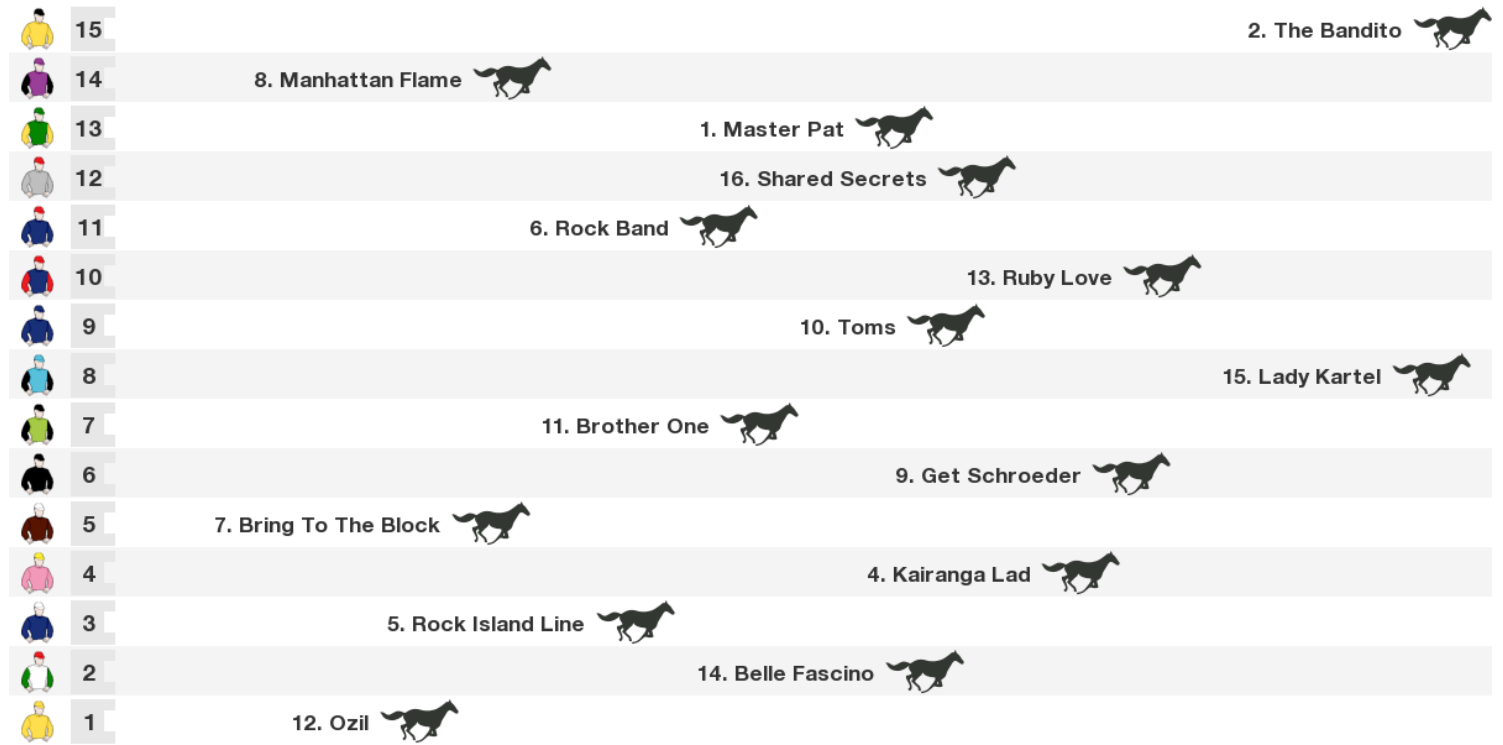 15 2. The Bandito
14 8. Manhattan Flame
13 1. Master Pat
12 16. Shared Secrets
11 6. Rock Band
10 13. Ruby Love
9 10. Toms
8 15. Lady Kartel
7 11. Brother One
6 9. Get Schroeder
5 7. Bring To The Block
4 4. Kairanga Lad
3 5. Rock Island Line
2 14. Belle Fascino
1 12. Ozil